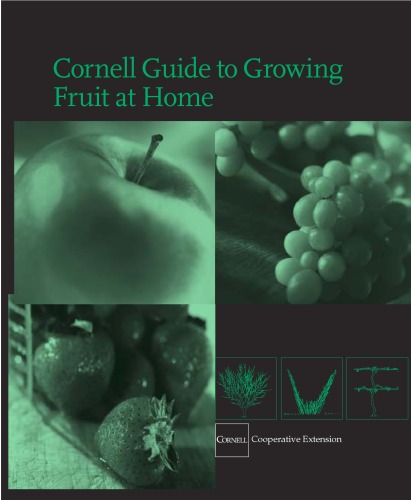 Cornell Guide to Growing
Fruit at Home
CORNELL Cooperative Extension